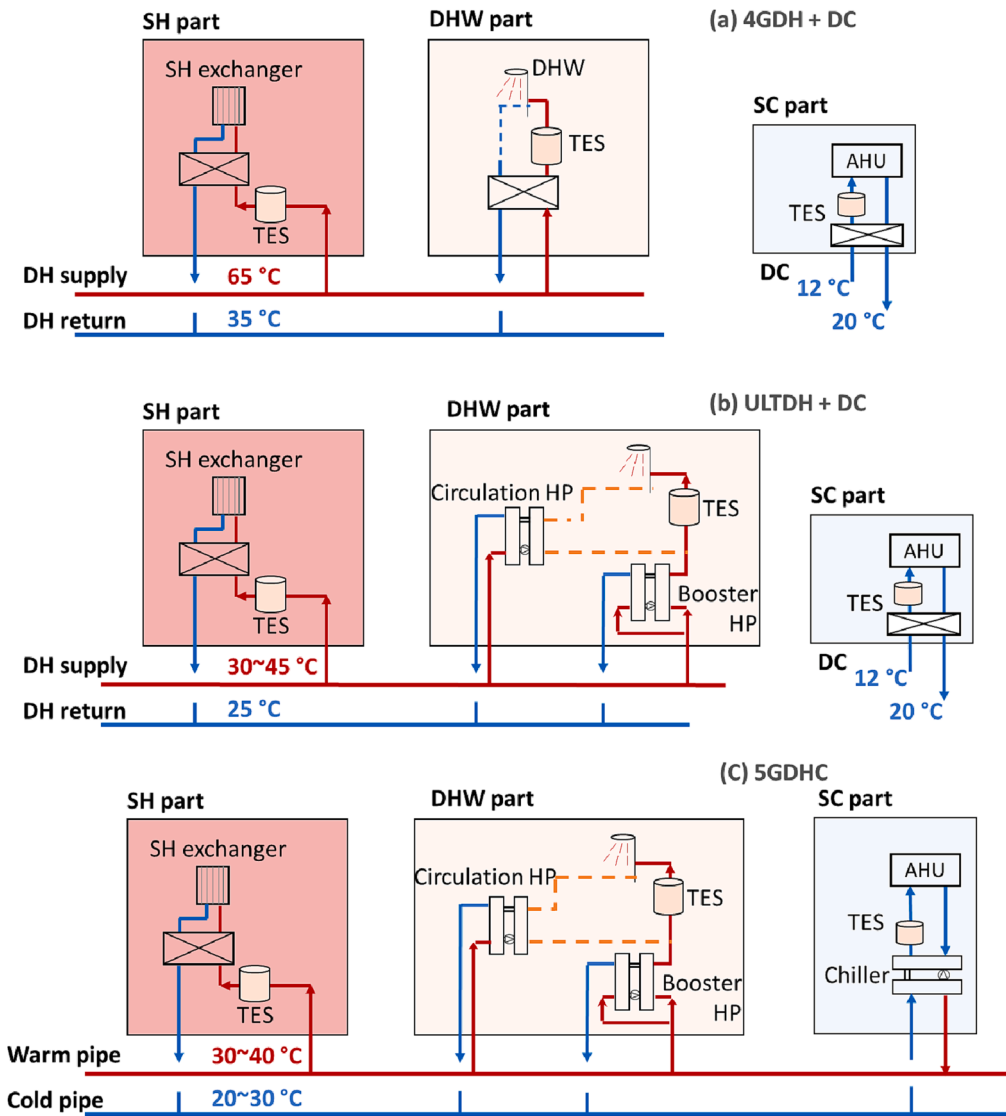 SH part
DHW part
(a) 4GDH + DC
SH exchanger
DHW
SC part
TES
AHU
TES
TES
DH supply
65 °C
DC
12 °C
DH return
35 °C
20 °C
SH part
DHW part
(b) ULTDH + DC
SH exchanger
Circulation HP
TES
SC part
AHU
TES
Booster
HP
TES
DH supply
30~45 °C
DC
12 °C
DH return
25 °C
20 °C
(C) 5GDHC
SH part
DHW part
SC part
SH exchanger
Circulation HP
AHU
TES
TES
Chiller
Booster
HP
TES
Warm pipe
30~40 °C
Cold pipe
20~30 °C